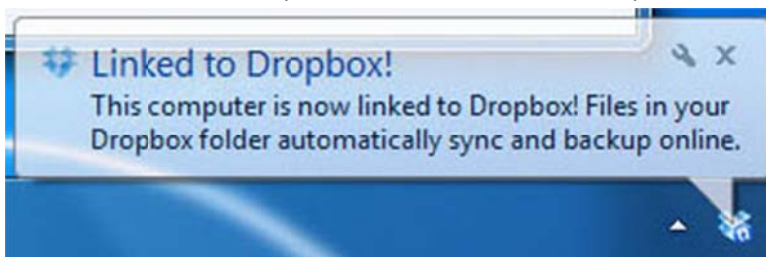 Linked to Dropbox!
This computer is now linked to Dropbox! Files in your
Dropbox folder automatically sync and backup online.